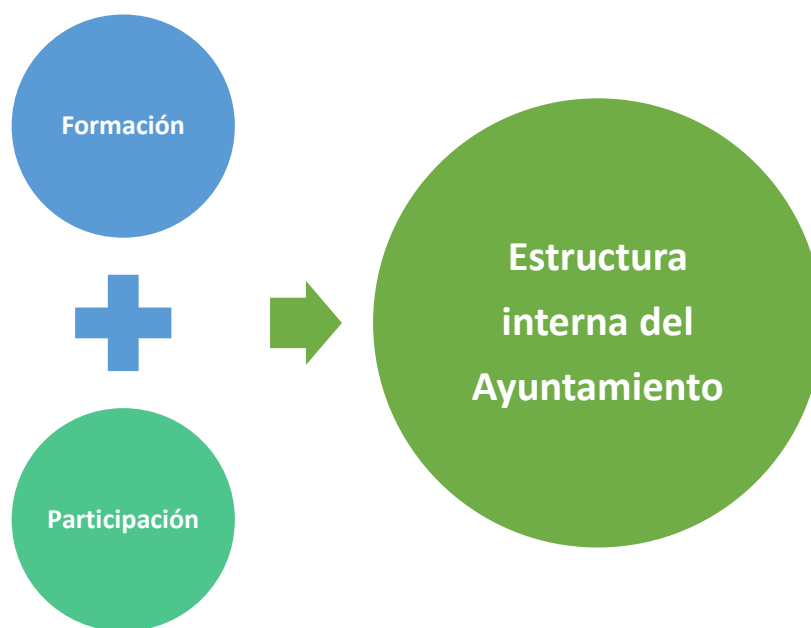 Formación
Participación
Estructura
interna del
Ayuntamiento